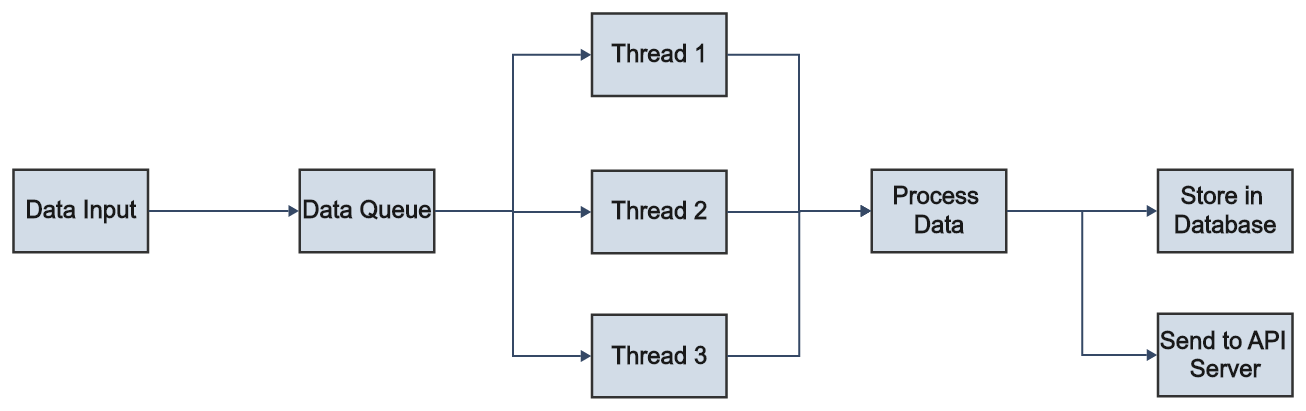 Data Input
Data Queue
Thread 1
Thread 2
Thread 3
Process
Data
Store in
Database
Send to API
Server